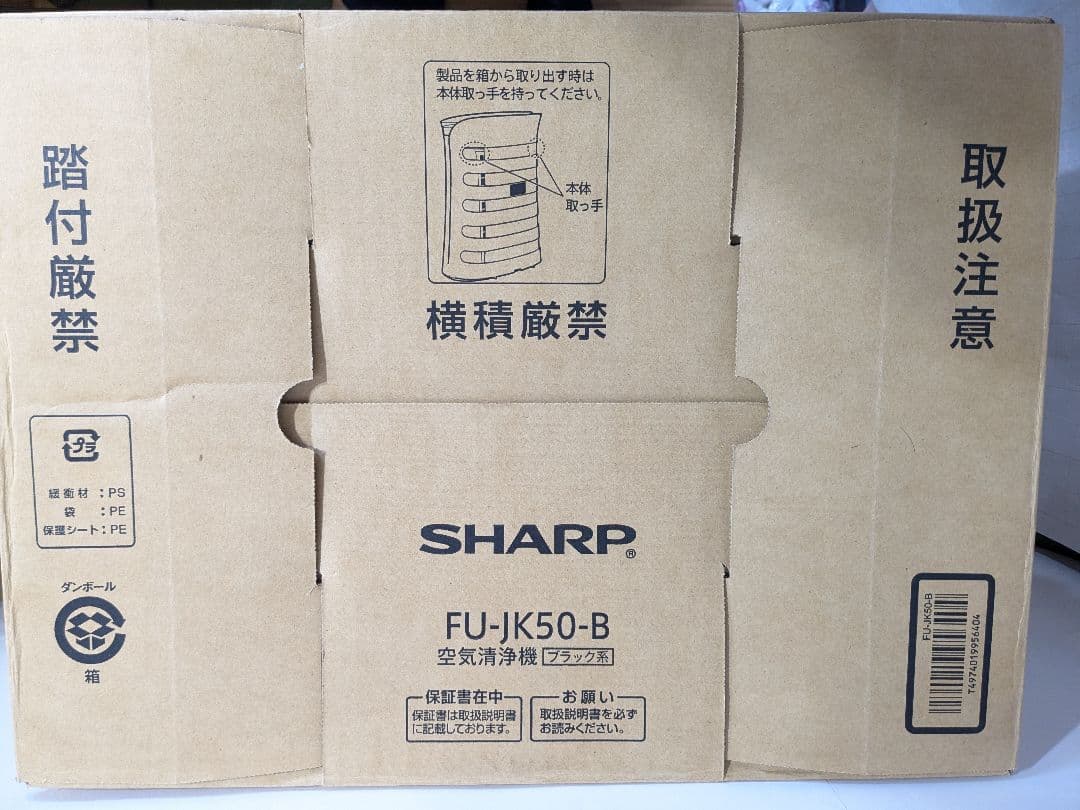 製品を箱から取り出す時は
本体取っ手を持ってください。
本体
取っ手
横積厳禁
踏付厳禁
取扱注意
プラ
緩衝材：PS
袋：PE
保護シート：PE
ダンボール
箱
SHARP®
FU-JK50-B
空気清浄機 ブラック系
保証書在中
保証書は取扱説明書
に記載しております。
お願い
取扱説明書を必ず
お読みください。
FU-JK50-B
T4974019956404